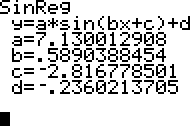 SinReg
y=a*sin(bx+c)+d
a=7.130012908
b=.5890388454
c=-2.816778501
d=-.2360213705